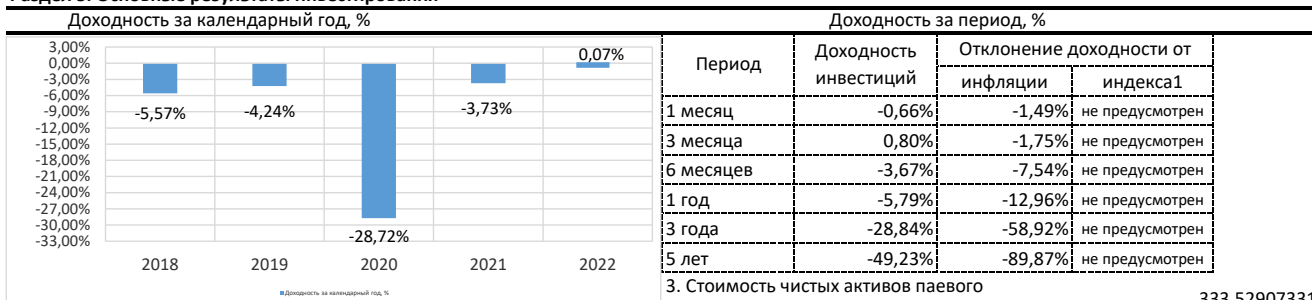 Доходность за календарный год, %
Доходность за период, %
3,00%
0,00%
-3,00%
-6,00%
-9,00%
-12,00%
-15,00%
-18,00%
-21,00%
-24,00%
-27,00%
-30,00%
-33,00%
-5,57%
-4,24%
-28,72%
-3,73%
0,07%
2018 2019 2020 2021 2022
Доходность за календарный год, %
Период Доходность инвестиций Отклонение доходности от
инфляции индекса1
1 месяц -0,66% -1,49% не предусмотрен
3 месяца 0,80% -1,75% не предусмотрен
6 месяцев -3,67% -7,54% не предусмотрен
1 год -5,79% -12,96% не предусмотрен
3 года -28,84% -58,92% не предусмотрен
5 лет -49,23% -89,87% не предусмотрен
3. Стоимость чистых активов паевого